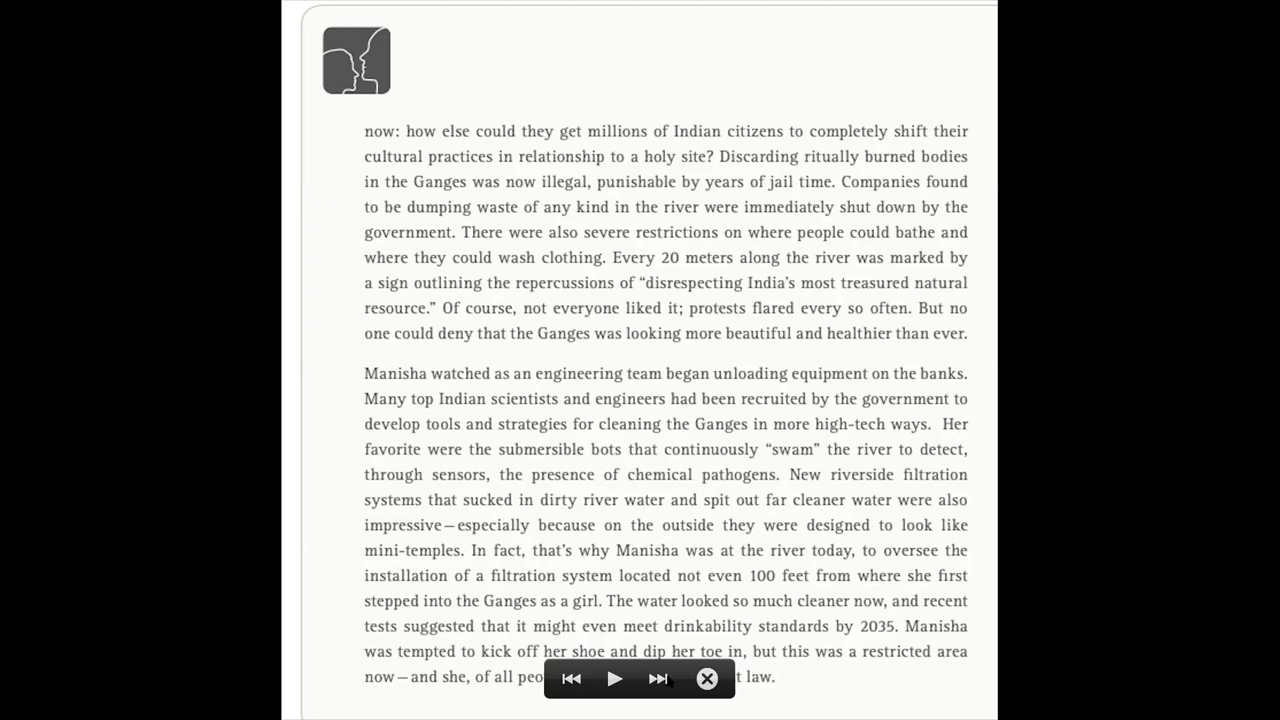 now: how else could they get millions of Indian citizens to completely shift their
cultural practices in relationship to a holy site? Discarding ritually burned bodies
in the Ganges was now illegal, punishable by years of jail time. Companies found
to be dumping waste of any kind in the river were immediately shut down by the
government. There were also severe restrictions on where people could bathe and
where they could wash clothing. Every 20 meters along the river was marked by
a sign outlining the repercussions of “disrespecting India’s most treasured natural
resource.” Of course, not everyone liked it; protests flared every so often. But no
one could deny that the Ganges was looking more beautiful and healthier than ever.
Manisha watched as an engineering team began unloading equipment on the banks.
Many top Indian scientists and engineers had been recruited by the government to
develop tools and strategies for cleaning the Ganges in more high-tech ways. Her
favorite were the submersible bots that continuously “swam” the river to detect,
through sensors, the presence of chemical pathogens. New riverside filtration
systems that sucked in dirty river water and spit out far cleaner water were also
impressive—especially because on the outside they were designed to look like
mini-temples. In fact, that’s why Manisha was at the river today, to oversee the
installation of a filtration system located not even 100 feet from where she first
stepped into the Ganges as a girl. The water looked so much cleaner now, and recent
tests suggested that it might even meet drinkability standards by 2035. Manisha
was tempted to kick off her shoe and dip her toe in, but this was a restricted area
now—and she, of all law.